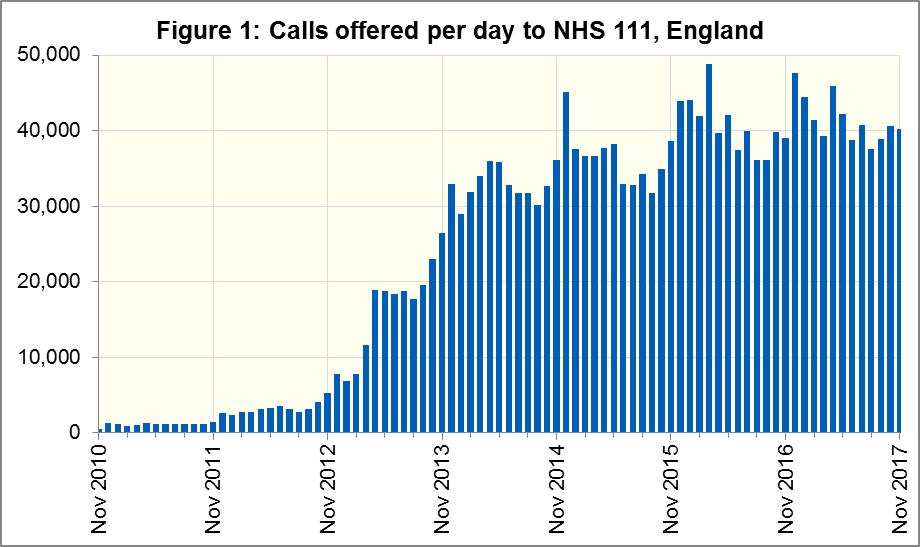 Figure 1: Calls offered per day to NHS 111, England
50,000
40,000
30,000
20,000
10,000
0
Nov 2010
Nov 2011
Nov 2012
Nov 2013
Nov 2014
Nov 2015
Nov 2016
Nov 2017